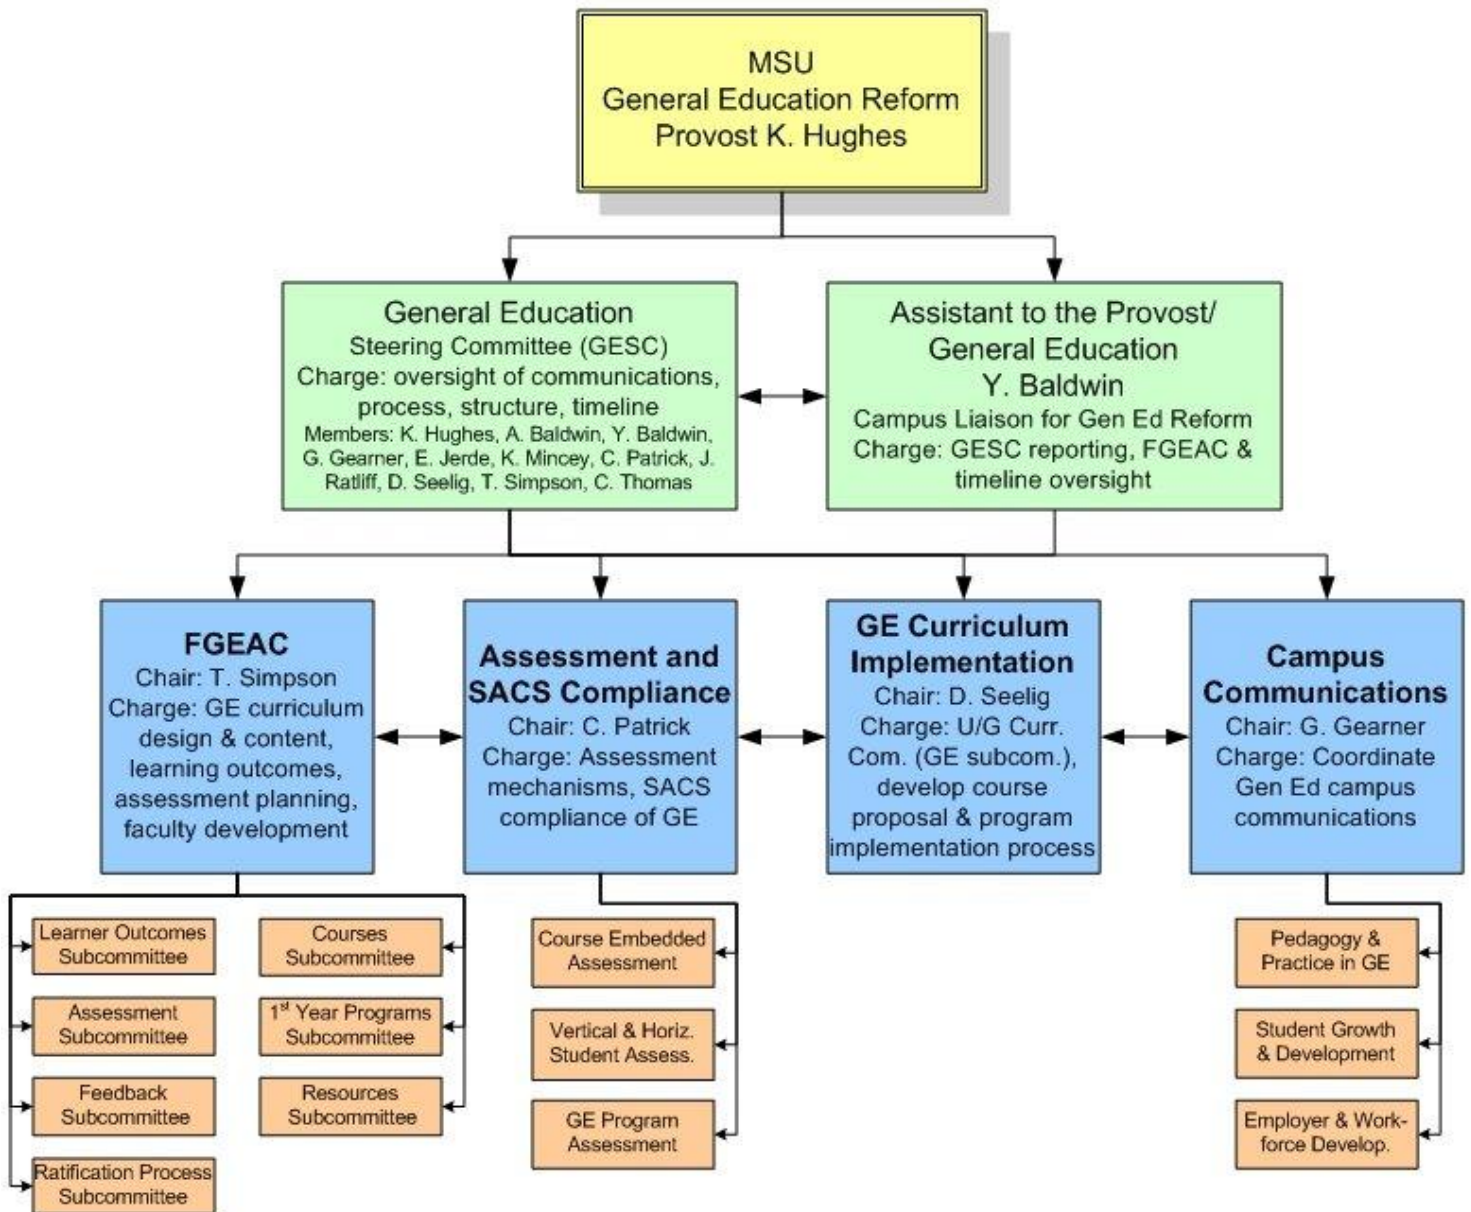 MSU
General Education Reform
Provost K. Hughes
General Education
Steering Committee (GESC)
Charge: oversight of communications,
process, structure, timeline
Members: K. Hughes, A. Baldwin, Y. Baldwin,
G. Gearner, E. Jerde, K. Mincey, C. Patrick, J.
Ratliff, D. Seelig, T. Simpson, C. Thomas
Assistant to the Provost/
General Education
Y. Baldwin
Campus Liaison for Gen Ed Reform
Charge: GESC reporting, FGEAC &
timeline oversight
FGEAC
Chair: T. Simpson
Charge: GE curriculum
design & content,
learning outcomes,
assessment planning,
faculty development
Assessment and
SACS Compliance
Chair: C. Patrick
Charge: Assessment
mechanisms, SACS
compliance of GE
GE Curriculum
Implementation
Chair: D. Seelig
Charge: U/G Curr.
Com. (GE subcom.),
develop course
proposal & program
implementation process
Campus
Communications
Chair: G. Gearner
Charge: Coordinate
Gen Ed campus
communications
Learner Outcomes
Subcommittee
Assessment
Subcommittee
Feedback
Subcommittee
Ratification Process
Subcommittee
Courses
Subcommittee
1st Year Programs
Subcommittee
Resources
Subcommittee
Course Embedded
Assessment
Vertical & Horiz.
Student Assess.
GE Program
Assessment
Pedagogy &
Practice in GE
Student Growth
& Development
Employer & Work-
force Develop.